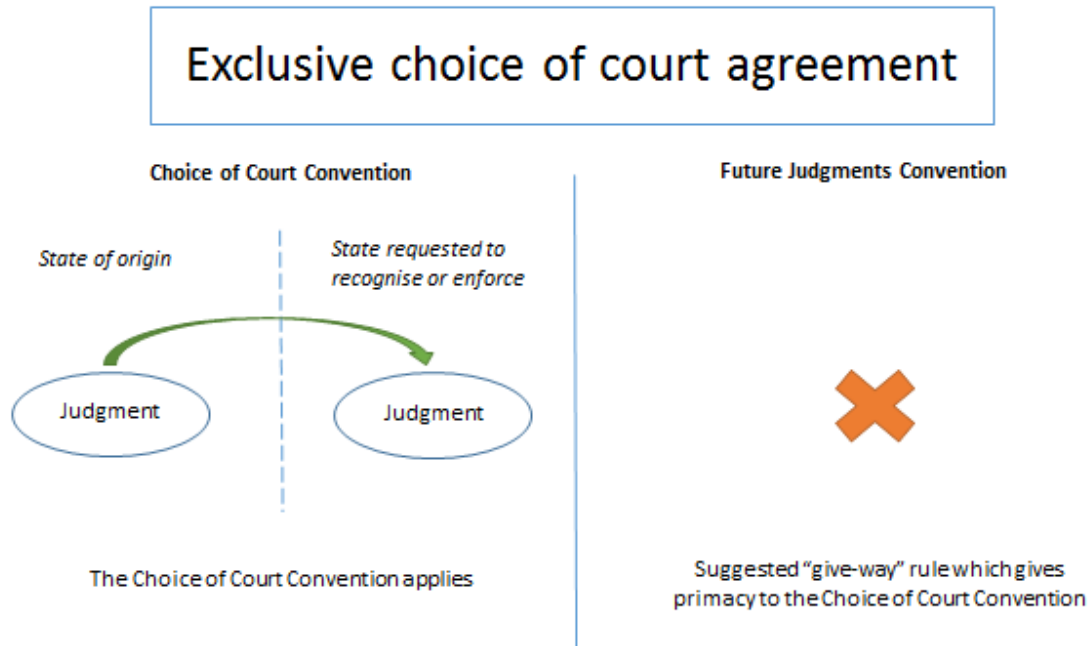 Exclusive choice of court agreement
Choice of Court Convention
State of origin
State requested to
recognise or enforce
Judgment
Judgment
The Choice of Court Convention applies
Future Judgments Convention
Suggested “give-way” rule which gives
primacy to the Choice of Court Convention